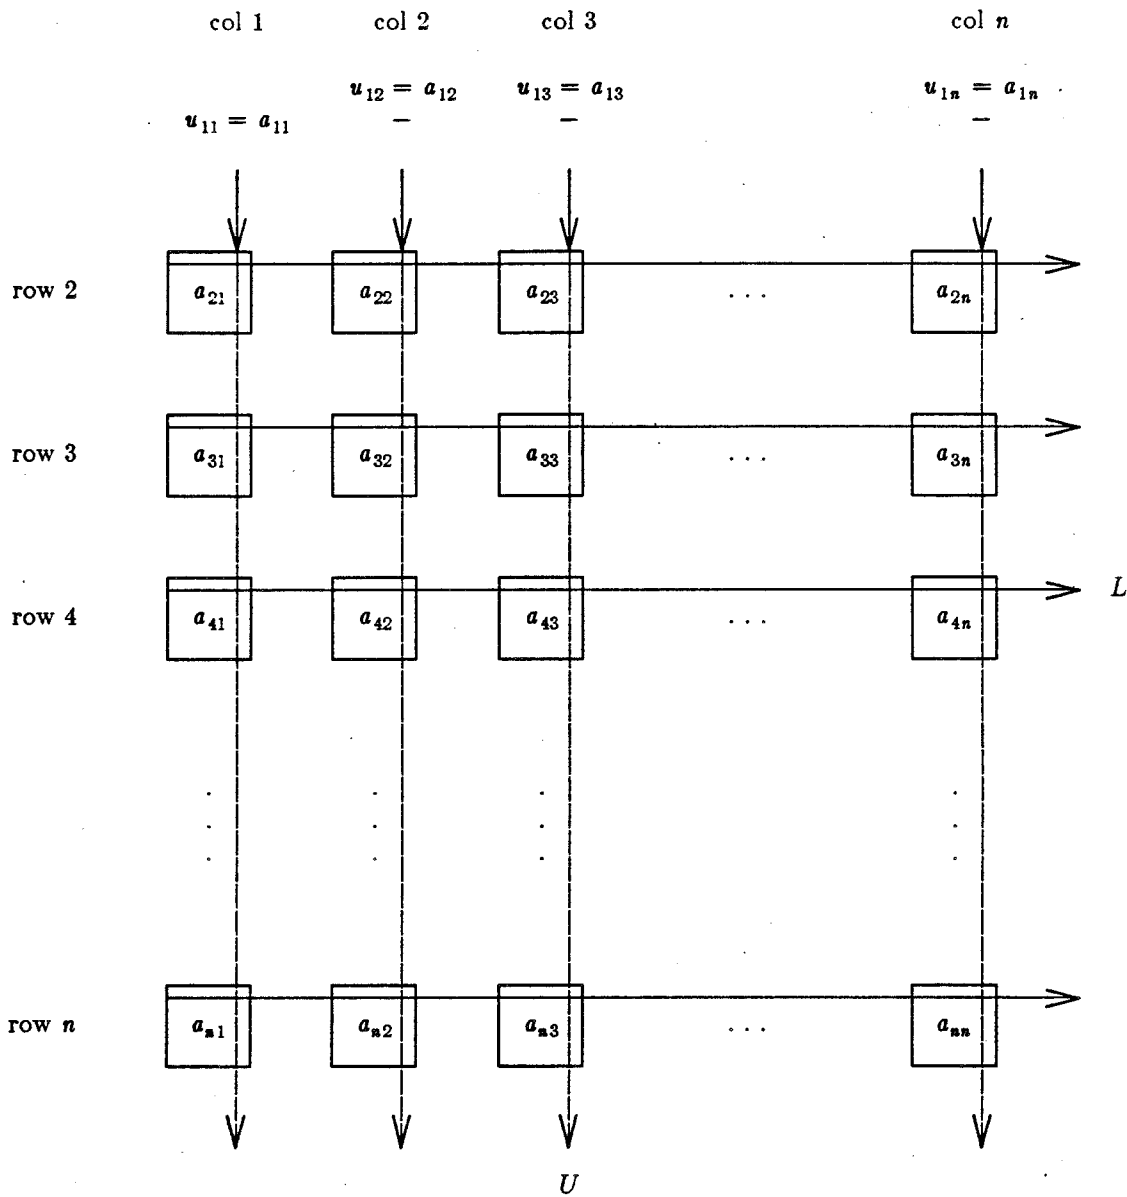 col 1 col 2 col 3 col n
u₁₂ = a₁₂ u₁₃ = a₁₃ u₁ₙ = a₁ₙ
u₁₁ = a₁₁ – – –
row 2 a₂₁ a₂₂ a₂₃ ... a₂ₙ
row 3 a₃₁ a₃₂ a₃₃ ... a₃ₙ
row 4 a₄₁ a₄₂ a₄₃ ... a₄ₙ L
. . . .
. . . .
. . . .
row n aₙ₁ aₙ₂ aₙ₃ ... aₙₙ
U